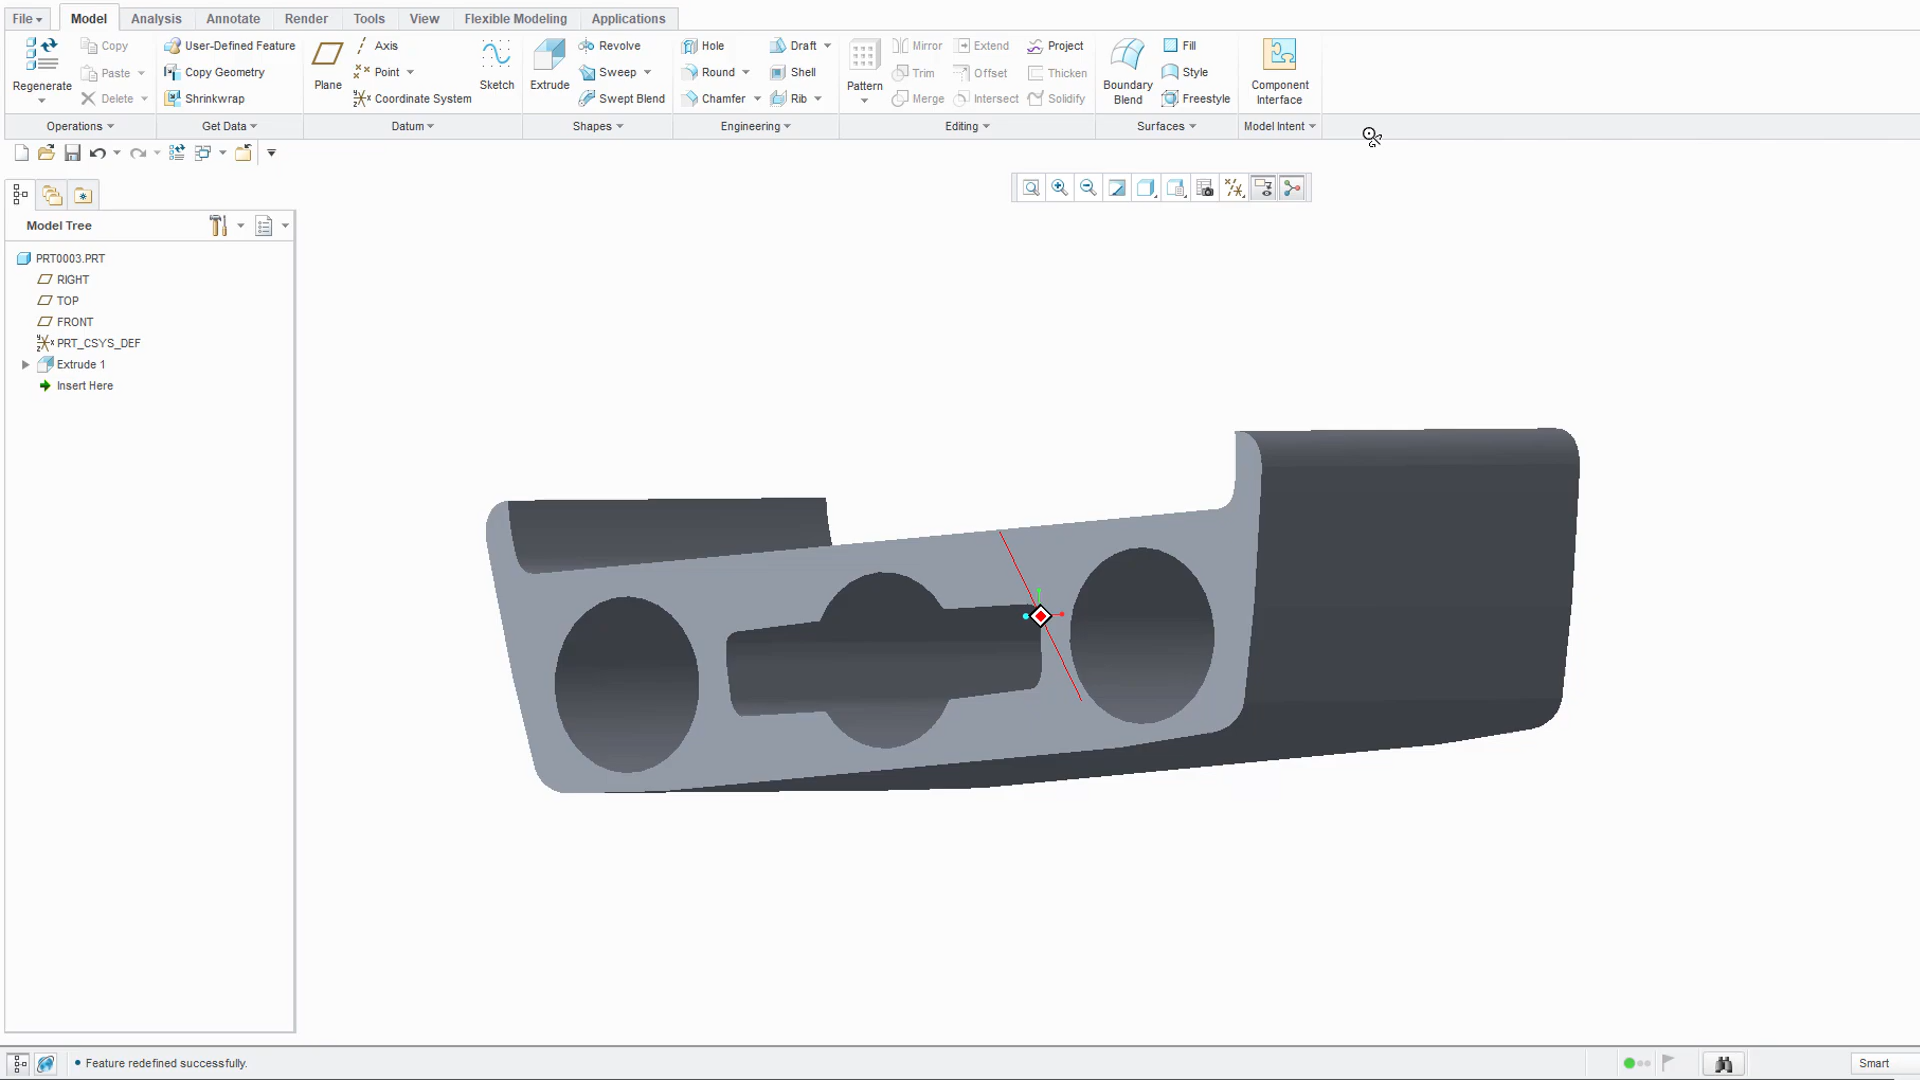 File Model Analysis Annotate Render Tools View Flexible Modeling Applications
Copy User-Defined Feature Axis Revolve Hole Draft Mirror Extend Project Fill
Paste Copy Geometry Point Sweep Round Shell Trim Offset Thicken Style
Regenerate Plane Sketch Extrude Pattern Boundary Blend Component Interface
Delete Shrinkwrap Coordinate System Swept Blend Chamfer Rib Merge Intersect Solidify Freestyle
Operations Get Data Datum Shapes Engineering Editing Surfaces Model Intent
Model Tree
PRT0003.PRT
RIGHT
TOP
FRONT
PRT_CSYS_DEF
Extrude 1
Insert Here
Feature redefined successfully. Smart